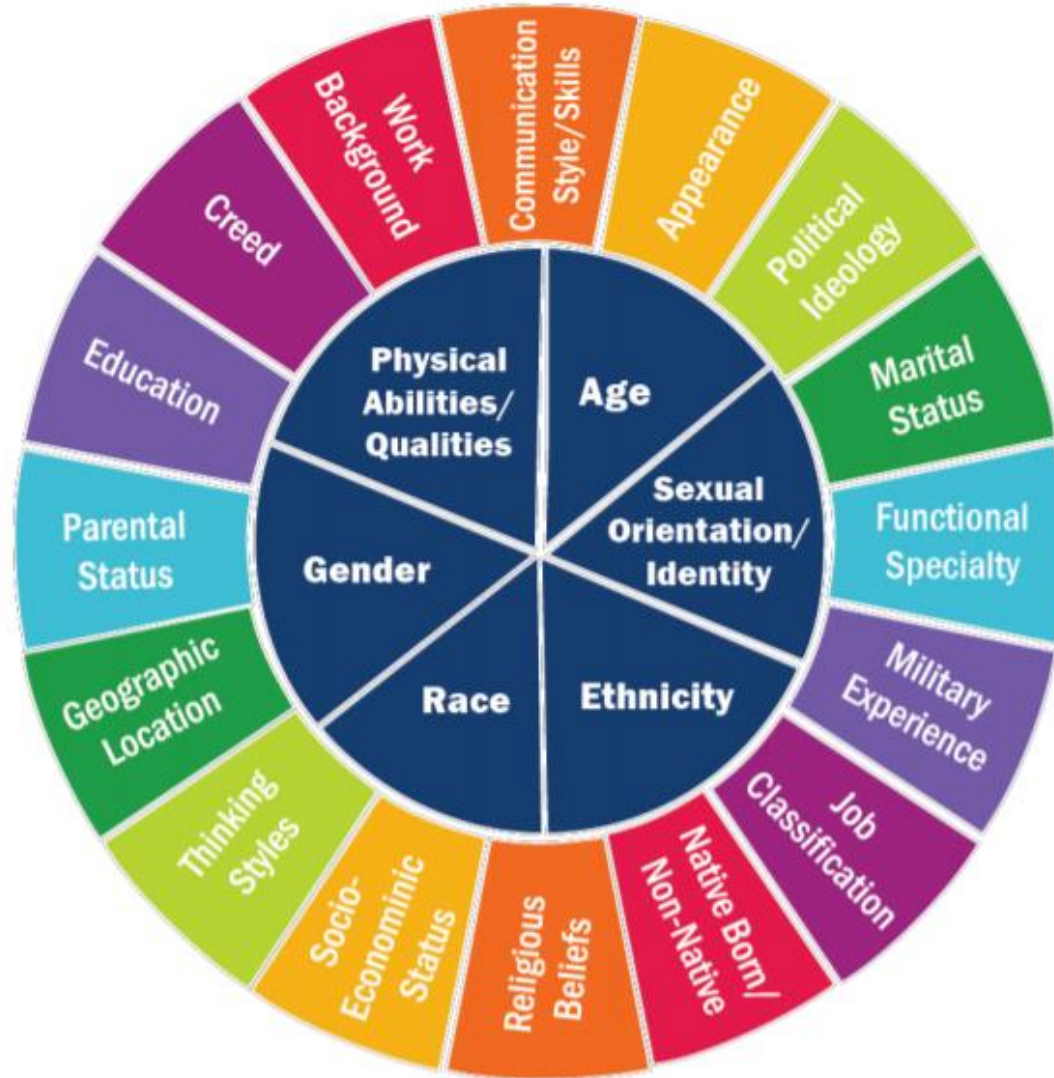 Communication
Style/Skills
Appearance
Political
Ideology
Marital
Status
Functional
Specialty
Military
Experience
Job
Classification
Native Born/
Non-Native
Religious
Beliefs
Socio-
Econominic
Status
Thinking
Styles
Geographic
Location
Parental
Status
Education
Creed
Work
Background
Physical
Abilities/
Qualities
Age
Sexual
Orientation/
Identity
Ethnicity
Race
Gender